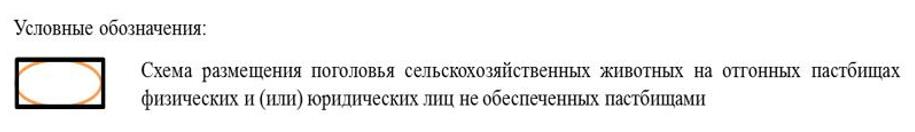 Условные обозначения:
Схема размещения поголовья сельскохозяйственных животных на отгонных пастбищах
физических и (или) юридических лиц не обеспеченных пастбищами